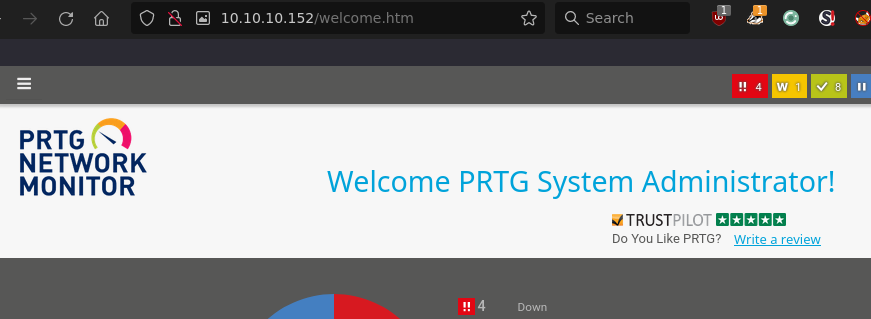 10.10.10.152/welcome.htm
Search
1
1
!! 4
W 1
8
PRTG
NETWORK
MONITOR
Welcome PRTG System Administrator!
TRUSTPILOT
Do You Like PRTG? Write a review
!! 4 Down